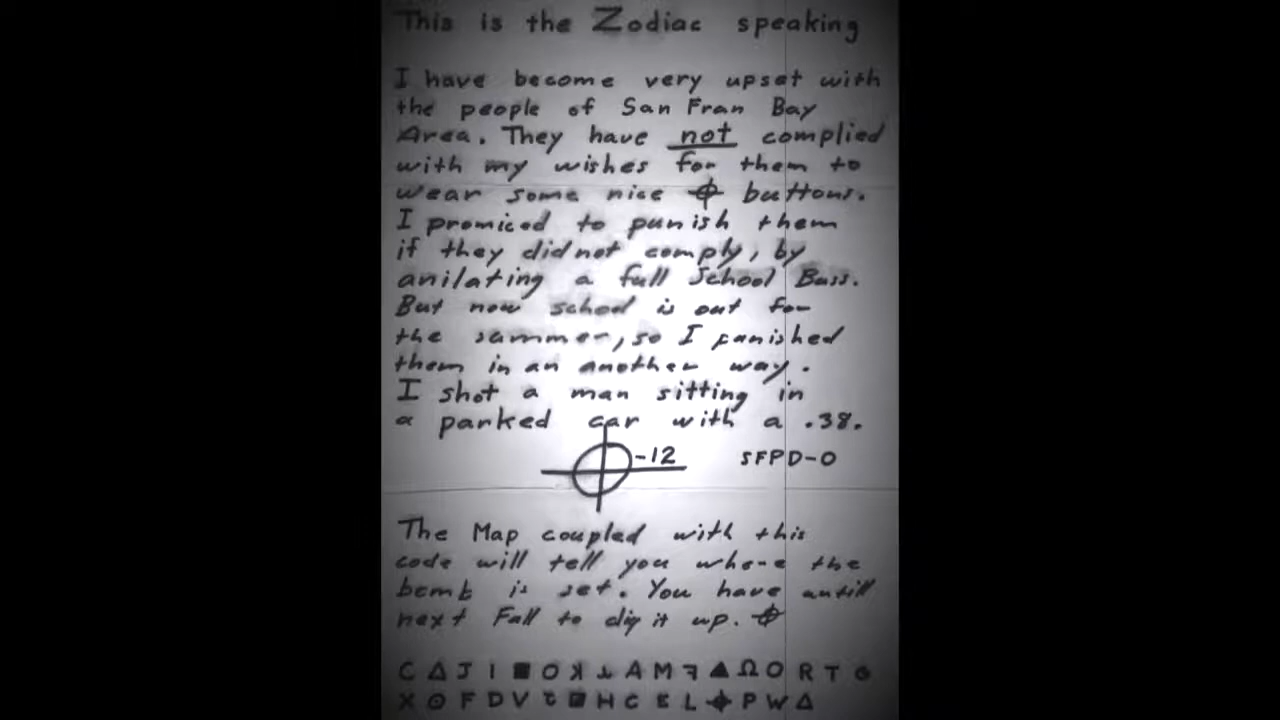 This is the Zodiac speaking
I have become very upset with
the people of San Fran Bay
Area. They have not complied
with my wishes for them to
wear some nice ⌖ buttons.
I promiced to punish them
if they did not comply, by
anilating a full School Buss.
But now school is out for
the summer, so I punished
them in an another way.
I shot a man sitting in
a parked car with a .38.
⌖-12 SFPD-0
The Map coupled with this
code will tell you where the
bomb is set. You have untill
next Fall to dig it up. ⌖
C Δ J I ■ O ꓘ ⅄ A M ꟻ ▲ Ω O R T G
X ⊙ F D V ■ H C E L ⌖ P W Δ